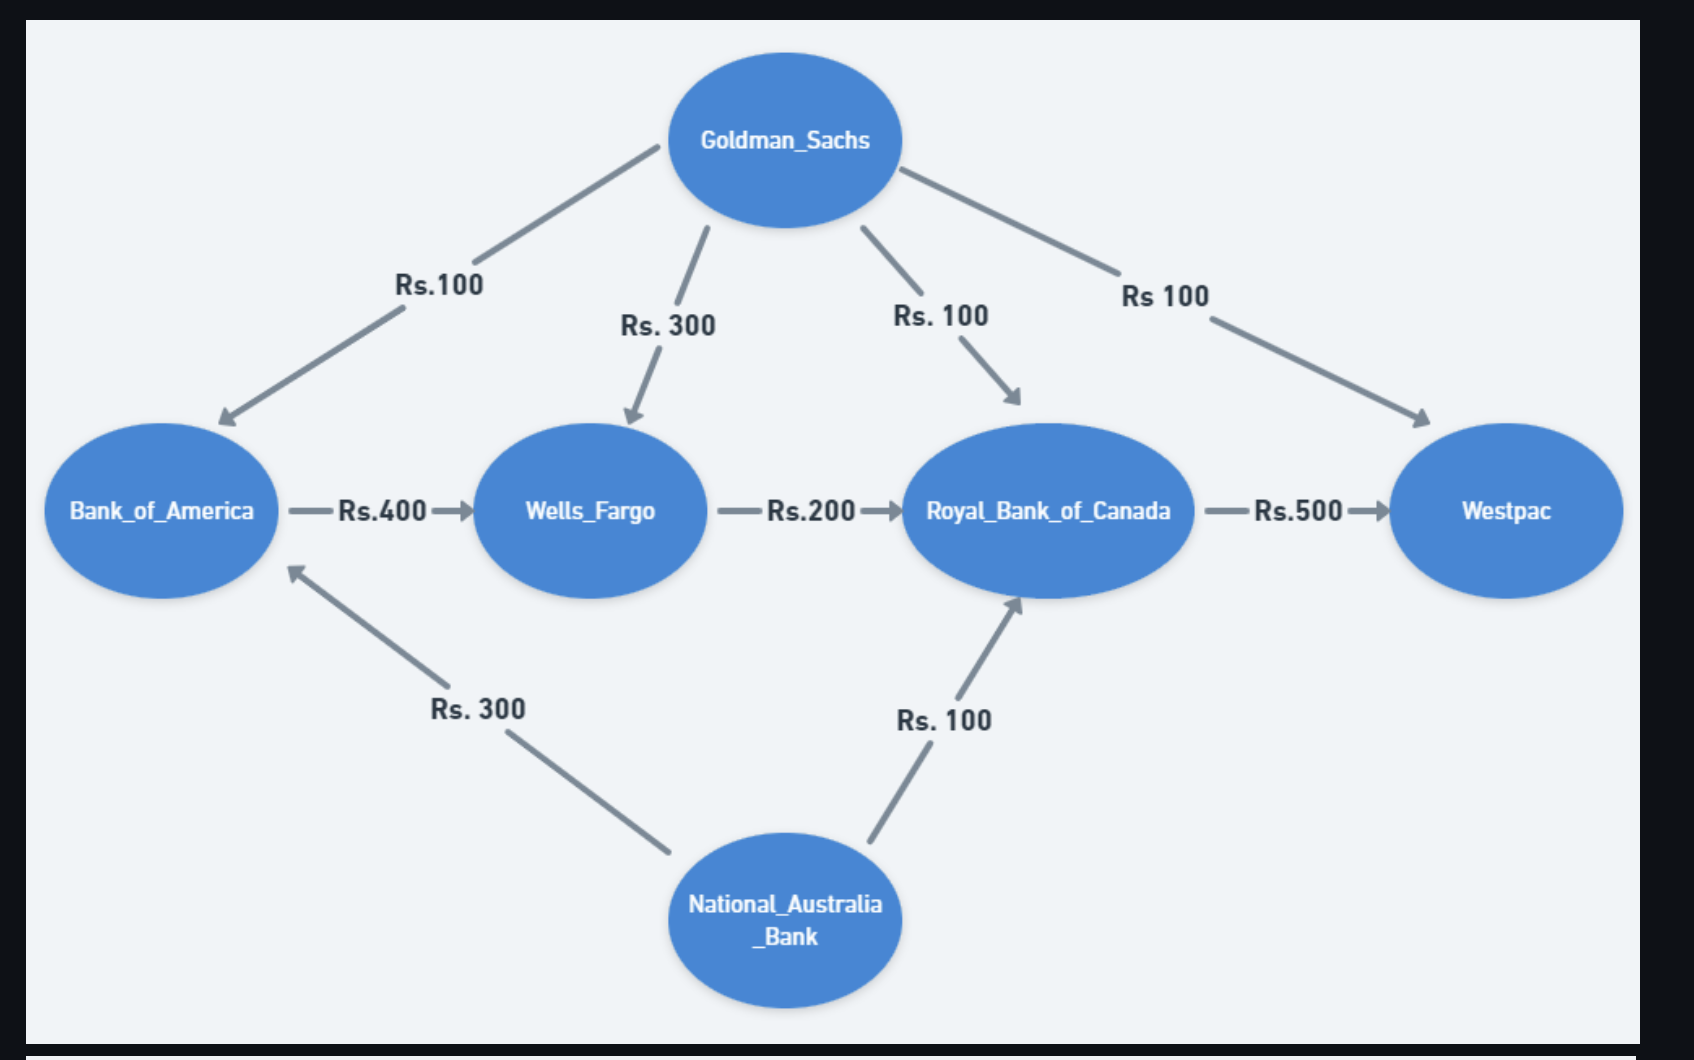 Goldman_Sachs
Rs.100
Rs. 300
Rs. 100
Rs 100
Bank_of_America
Rs.400
Wells_Fargo
Rs.200
Royal_Bank_of_Canada
Rs.500
Westpac
Rs. 300
Rs. 100
National_Australia
_Bank